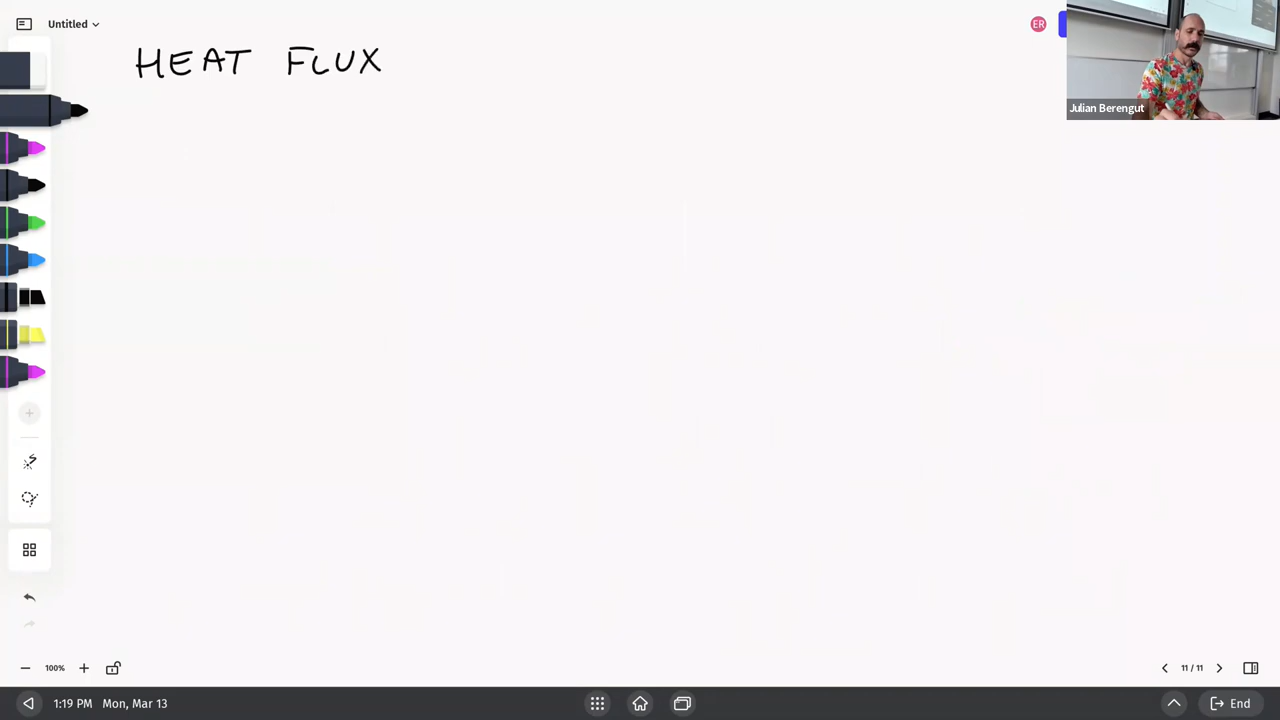 Untitled
ER
HEAT FLUX
Julian Berengut
100%
11 / 11
1:19 PM Mon, Mar 13
End